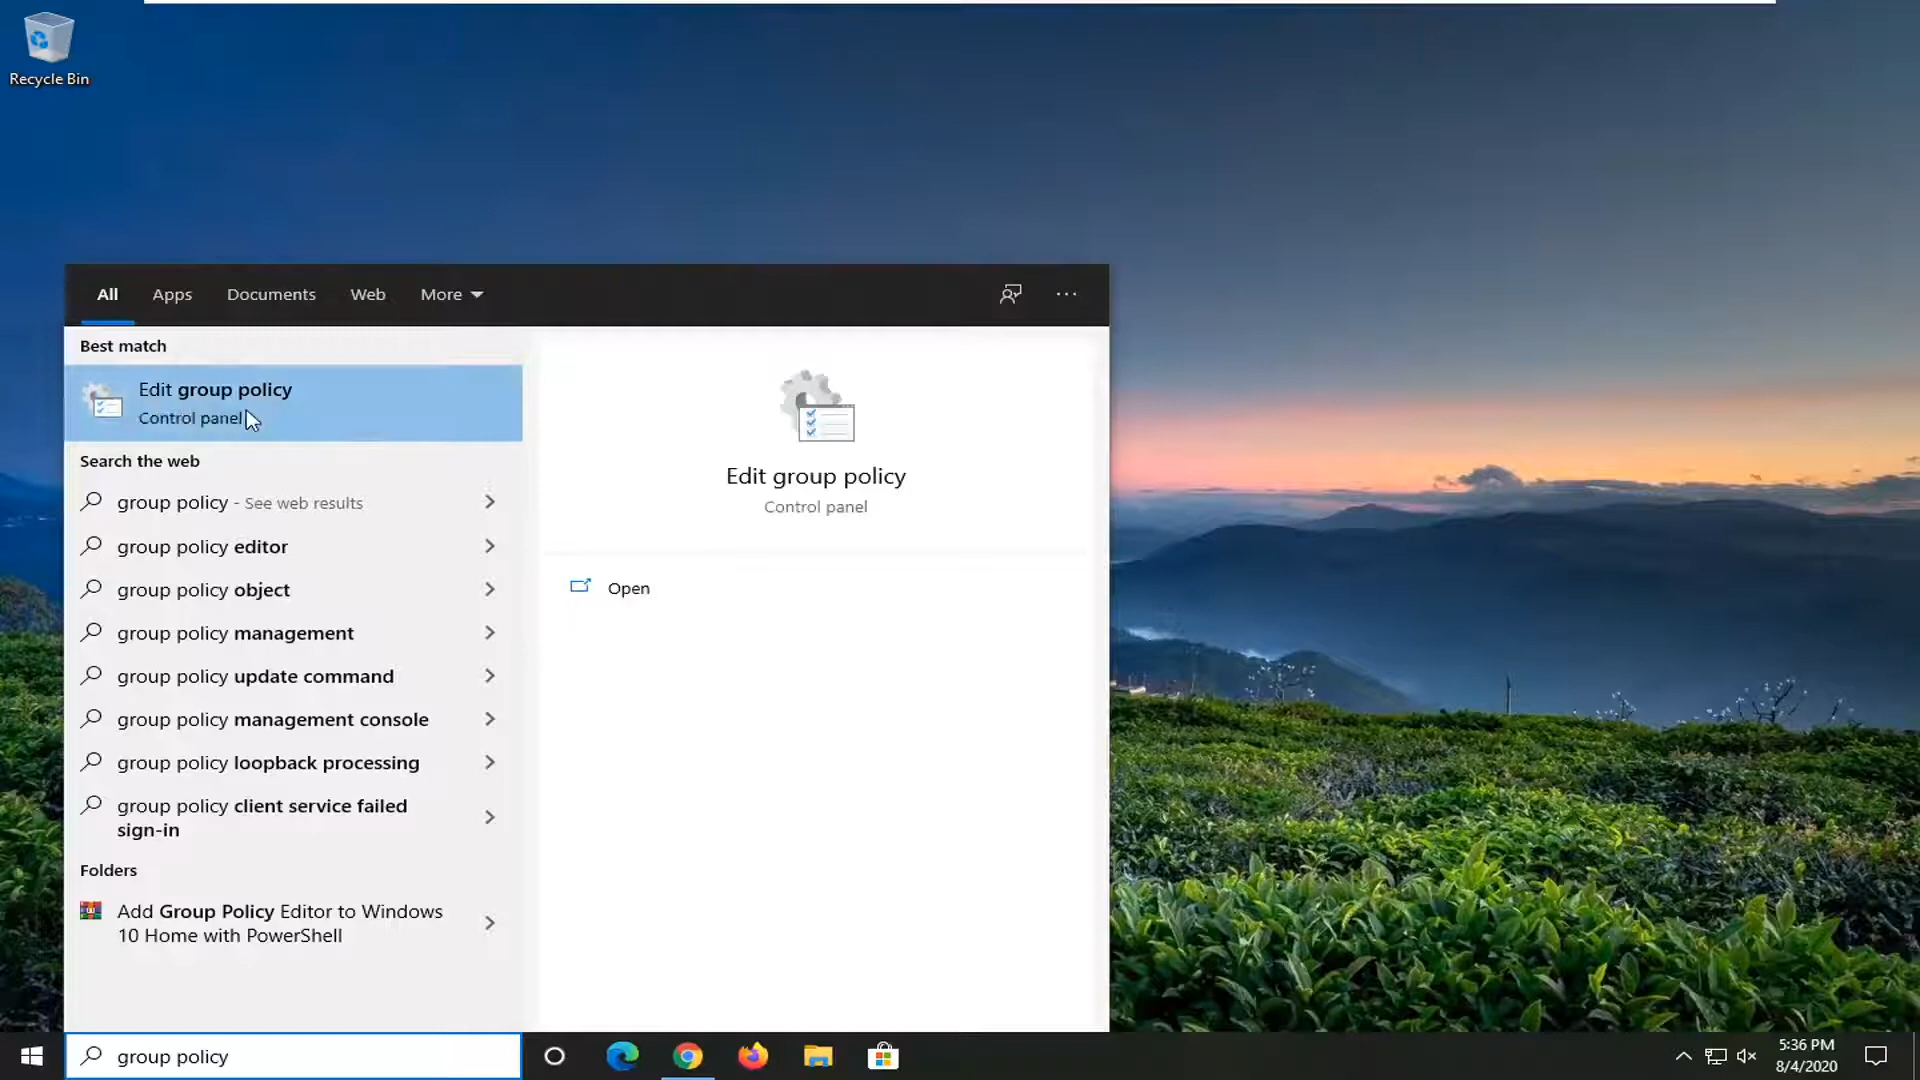 Recycle Bin
All
Apps
Documents
Web
More
Best match
Edit group policy
Control panel
Search the web
group policy - See web results
group policy editor
group policy object
group policy management
group policy update command
group policy management console
group policy loopback processing
group policy client service failed
sign-in
Folders
Add Group Policy Editor to Windows
10 Home with PowerShell
Edit group policy
Control panel
Open
group policy
5:36 PM
8/4/2020